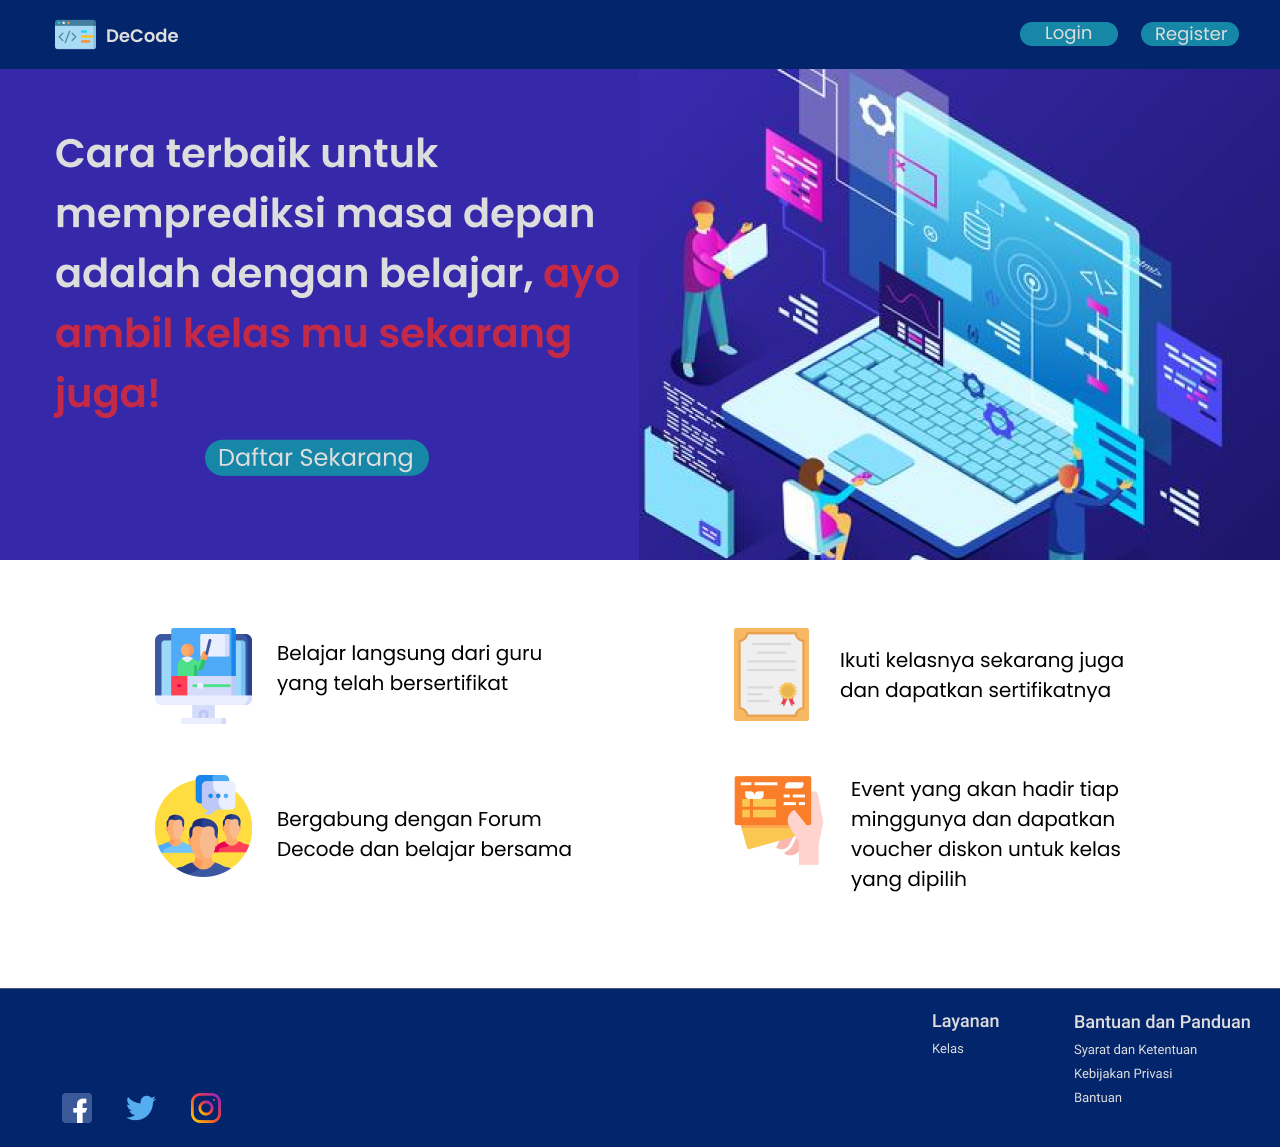 DeCode
Login
Register
Cara terbaik untuk
memprediksi masa depan
adalah dengan belajar, ayo
ambil kelas mu sekarang
juga!
Daftar Sekarang
</>
<html>
</>
Belajar langsung dari guru
yang telah bersertifikat
Ikuti kelasnya sekarang juga
dan dapatkan sertifikatnya
Bergabung dengan Forum
Decode dan belajar bersama
Event yang akan hadir tiap
minggunya dan dapatkan
voucher diskon untuk kelas
yang dipilih
Layanan
Kelas
Bantuan dan Panduan
Syarat dan Ketentuan
Kebijakan Privasi
Bantuan